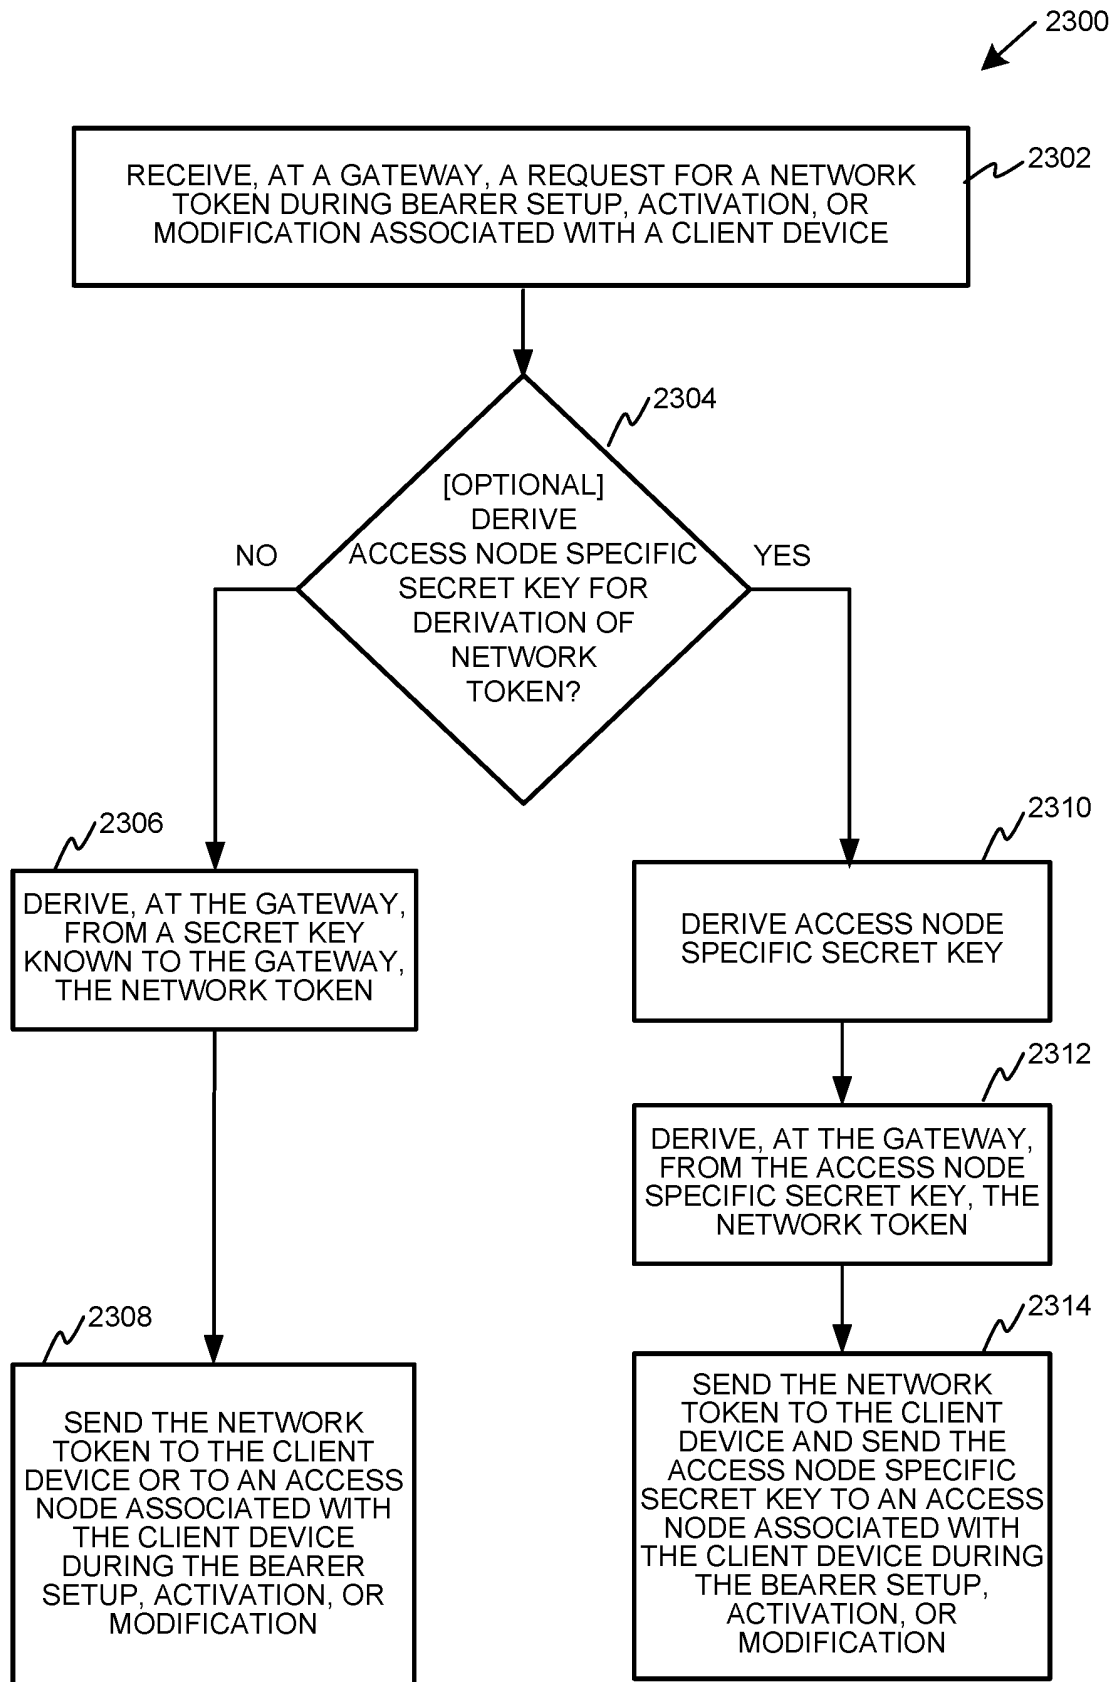 2300
RECEIVE, AT A GATEWAY, A REQUEST FOR A NETWORK
TOKEN DURING BEARER SETUP, ACTIVATION, OR
MODIFICATION ASSOCIATED WITH A CLIENT DEVICE
2302
2304
[OPTIONAL]
DERIVE
ACCESS NODE SPECIFIC
SECRET KEY FOR
DERIVATION OF
NETWORK
TOKEN?
NO
YES
2306
DERIVE, AT THE GATEWAY,
FROM A SECRET KEY
KNOWN TO THE GATEWAY,
THE NETWORK TOKEN
2310
DERIVE ACCESS NODE
SPECIFIC SECRET KEY
2312
DERIVE, AT THE GATEWAY,
FROM THE ACCESS NODE
SPECIFIC SECRET KEY, THE
NETWORK TOKEN
2308
SEND THE NETWORK
TOKEN TO THE CLIENT
DEVICE OR TO AN ACCESS
NODE ASSOCIATED WITH
THE CLIENT DEVICE
DURING THE BEARER
SETUP, ACTIVATION, OR
MODIFICATION
2314
SEND THE NETWORK
TOKEN TO THE CLIENT
DEVICE AND SEND THE
ACCESS NODE SPECIFIC
SECRET KEY TO AN ACCESS
NODE ASSOCIATED WITH
THE CLIENT DEVICE DURING
THE BEARER SETUP,
ACTIVATION, OR
MODIFICATION